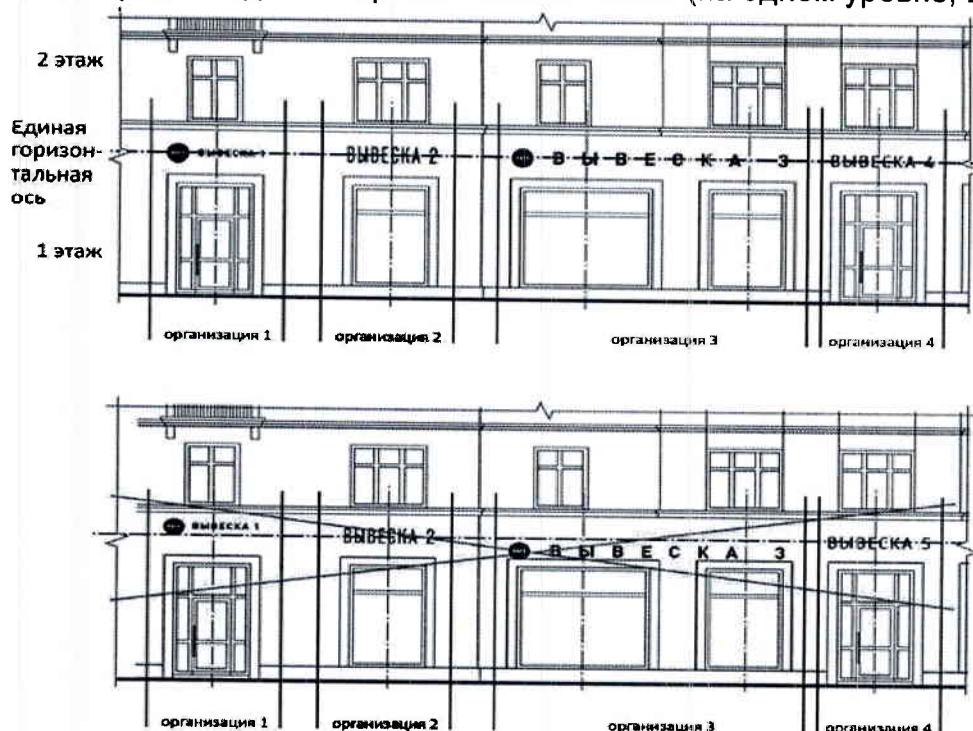 (на одном уровне,
2 этаж
Единая
горизон-
тальная
ось
ВЫВЕСКА 1
ВЫВЕСКА 2
ВЫВЕСКА 3
ВЫВЕСКА 4
1 этаж
организация 1
организация 2
организация 3
организация 4
ВЫВЕСКА 1
ВЫВЕСКА 2
ВЫВЕСКА 3
ВЫВЕСКА 5
организация 1
организация 2
организация 3
организация 4